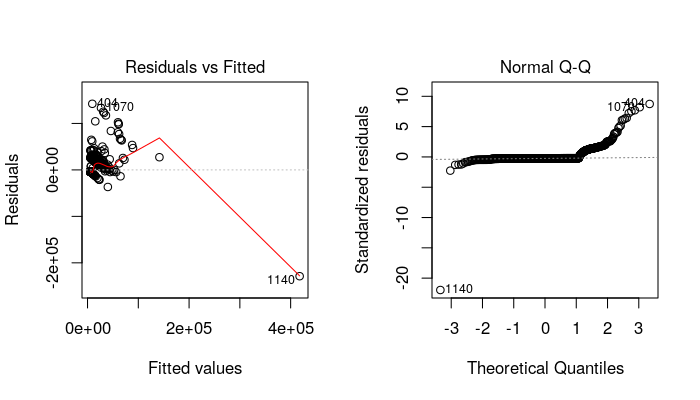 Residuals vs Fitted
Residuals
0e+00
-2e+05
404
1070
1140
0e+00
2e+05
4e+05
Fitted values
Normal Q-Q
Standardized residuals
10
5
0
-10
-20
404
1070
1140
-3
-2
-1
0
1
2
3
Theoretical Quantiles